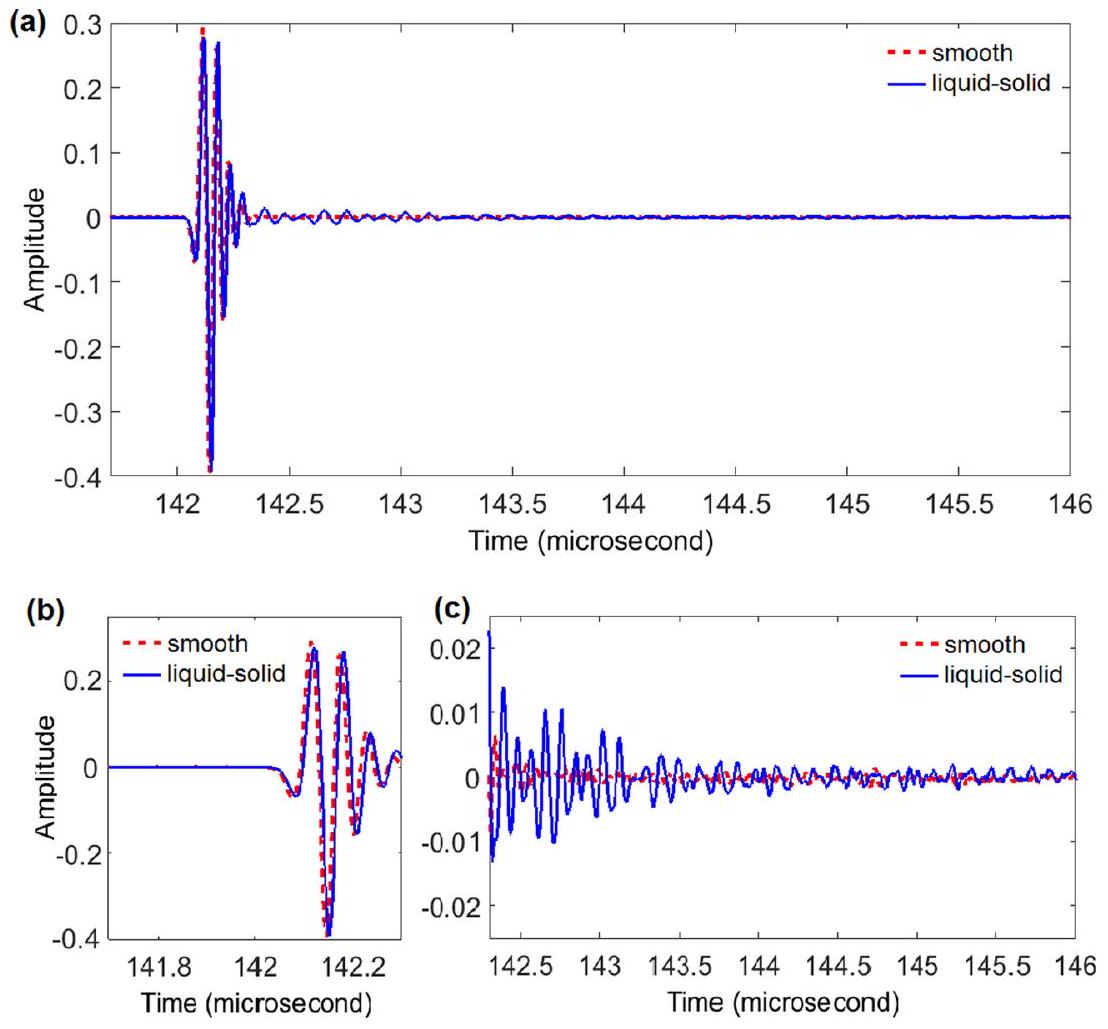 (a)
0.3
0.2
0.1
0
-0.1
-0.2
-0.3
-0.4
Amplitude
smooth
liquid-solid
142 142.5 143 143.5 144 144.5 145 145.5 146
Time (microsecond)
(b)
0.2
0
-0.2
-0.4
Amplitude
smooth
liquid-solid
141.8 142 142.2
Time (microsecond)
(c)
0.02
0.01
0
-0.01
-0.02
smooth
liquid-solid
142.5 143 143.5 144 144.5 145 145.5 146
Time (microsecond)